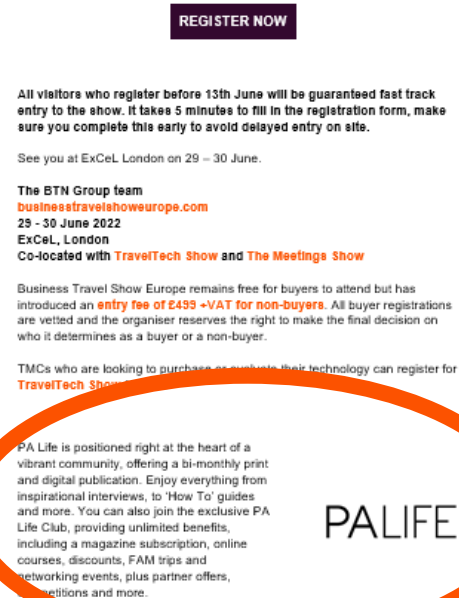 REGISTER NOW
All visitors who register before 13th June will be guaranteed fast track
entry to the show. It takes 5 minutes to fill in the registration form, make
sure you complete this early to avoid delayed entry on site.
See you at ExCeL London on 29 – 30 June.
The BTN Group team
businesstravelshoweurope.com
29 - 30 June 2022
ExCeL, London
Co-located with TravelTech Show and The Meetings Show
Business Travel Show Europe remains free for buyers to attend but has
introduced an entry fee of £499 +VAT for non-buyers. All buyer registrations
are vetted and the organiser reserves the right to make the final decision on
who it determines as a buyer or a non-buyer.
TMCs who are looking to purchase or evaluate their technology can register for
TravelTech Show
PA Life is positioned right at the heart of a
vibrant community, offering a bi-monthly print
and digital publication. Enjoy everything from
inspirational interviews, to 'How To' guides
and more. You can also join the exclusive PA
Life Club, providing unlimited benefits,
including a magazine subscription, online
courses, discounts, FAM trips and
networking events, plus partner offers,
competitions and more.
PALIFE